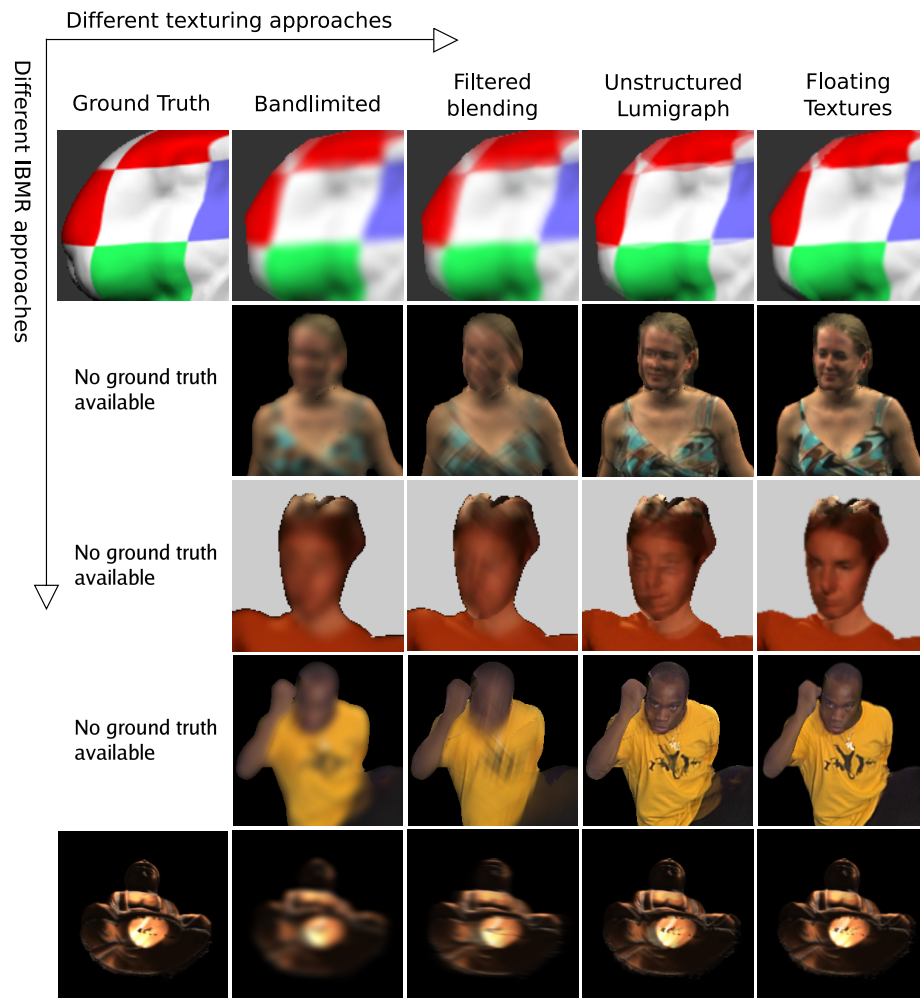 Different texturing approaches
Different IBMR approaches
Ground Truth
Bandlimited
Filtered
blending
Unstructured
Lumigraph
Floating
Textures
No ground truth
available
No ground truth
available
No ground truth
available